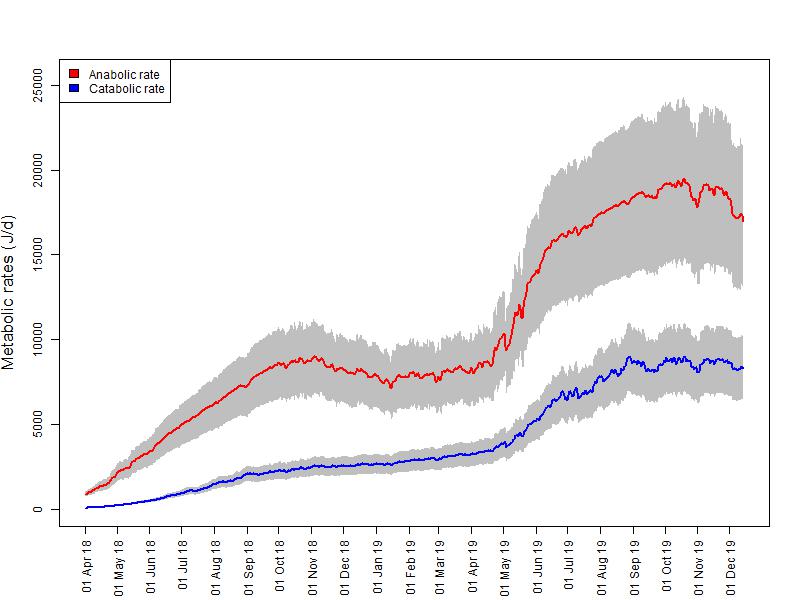 Anabolic rate
Catabolic rate
Metabolic rates (J/d)
25000
20000
15000
10000
5000
0
01 Apr 18
01 May 18
01 Jun 18
01 Jul 18
01 Aug 18
01 Sep 18
01 Oct 18
01 Nov 18
01 Dec 18
01 Jan 19
01 Feb 19
01 Mar 19
01 Apr 19
01 May 19
01 Jun 19
01 Jul 19
01 Aug 19
01 Sep 19
01 Oct 19
01 Nov 19
01 Dec 19